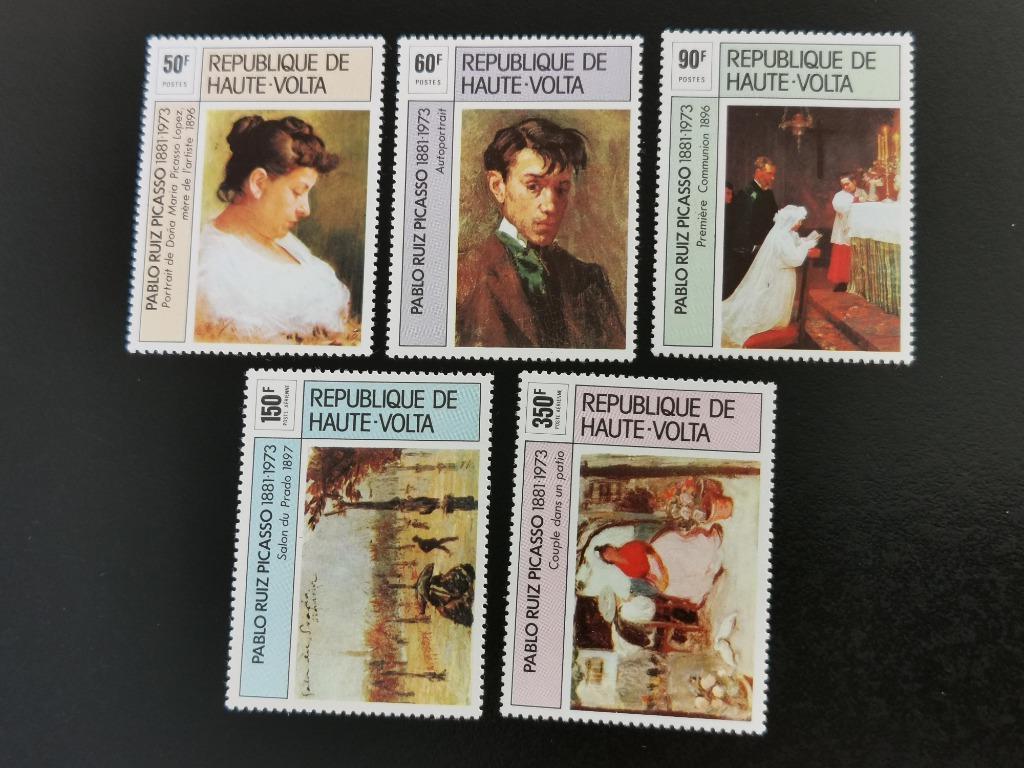 50F
POSTES
REPUBLIQUE DE
HAUTE·VOLTA
PABLO RUIZ PICASSO 1881·1973
Portrait de Doña Maria Picasso Lopez,
mère de l'artiste 1896
60F
POSTES
REPUBLIQUE DE
HAUTE·VOLTA
PABLO RUIZ PICASSO 1881·1973
Autoportrait
90F
POSTES
REPUBLIQUE DE
HAUTE·VOLTA
PABLO RUIZ PICASSO 1881·1973
Première Communion 1896
150F
POSTE AÉRIENNE
REPUBLIQUE DE
HAUTE·VOLTA
PABLO RUIZ PICASSO 1881·1973
Salon du Prado 1897
350F
POSTE AÉRIENNE
REPUBLIQUE DE
HAUTE·VOLTA
PABLO RUIZ PICASSO 1881·1973
Couple dans un patio